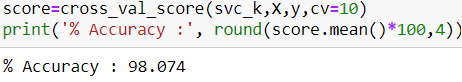 score=cross_val_score(svc_k,X,y,cv=10)
print('% Accuracy :', round(score.mean()*100,4))
% Accuracy : 98.074